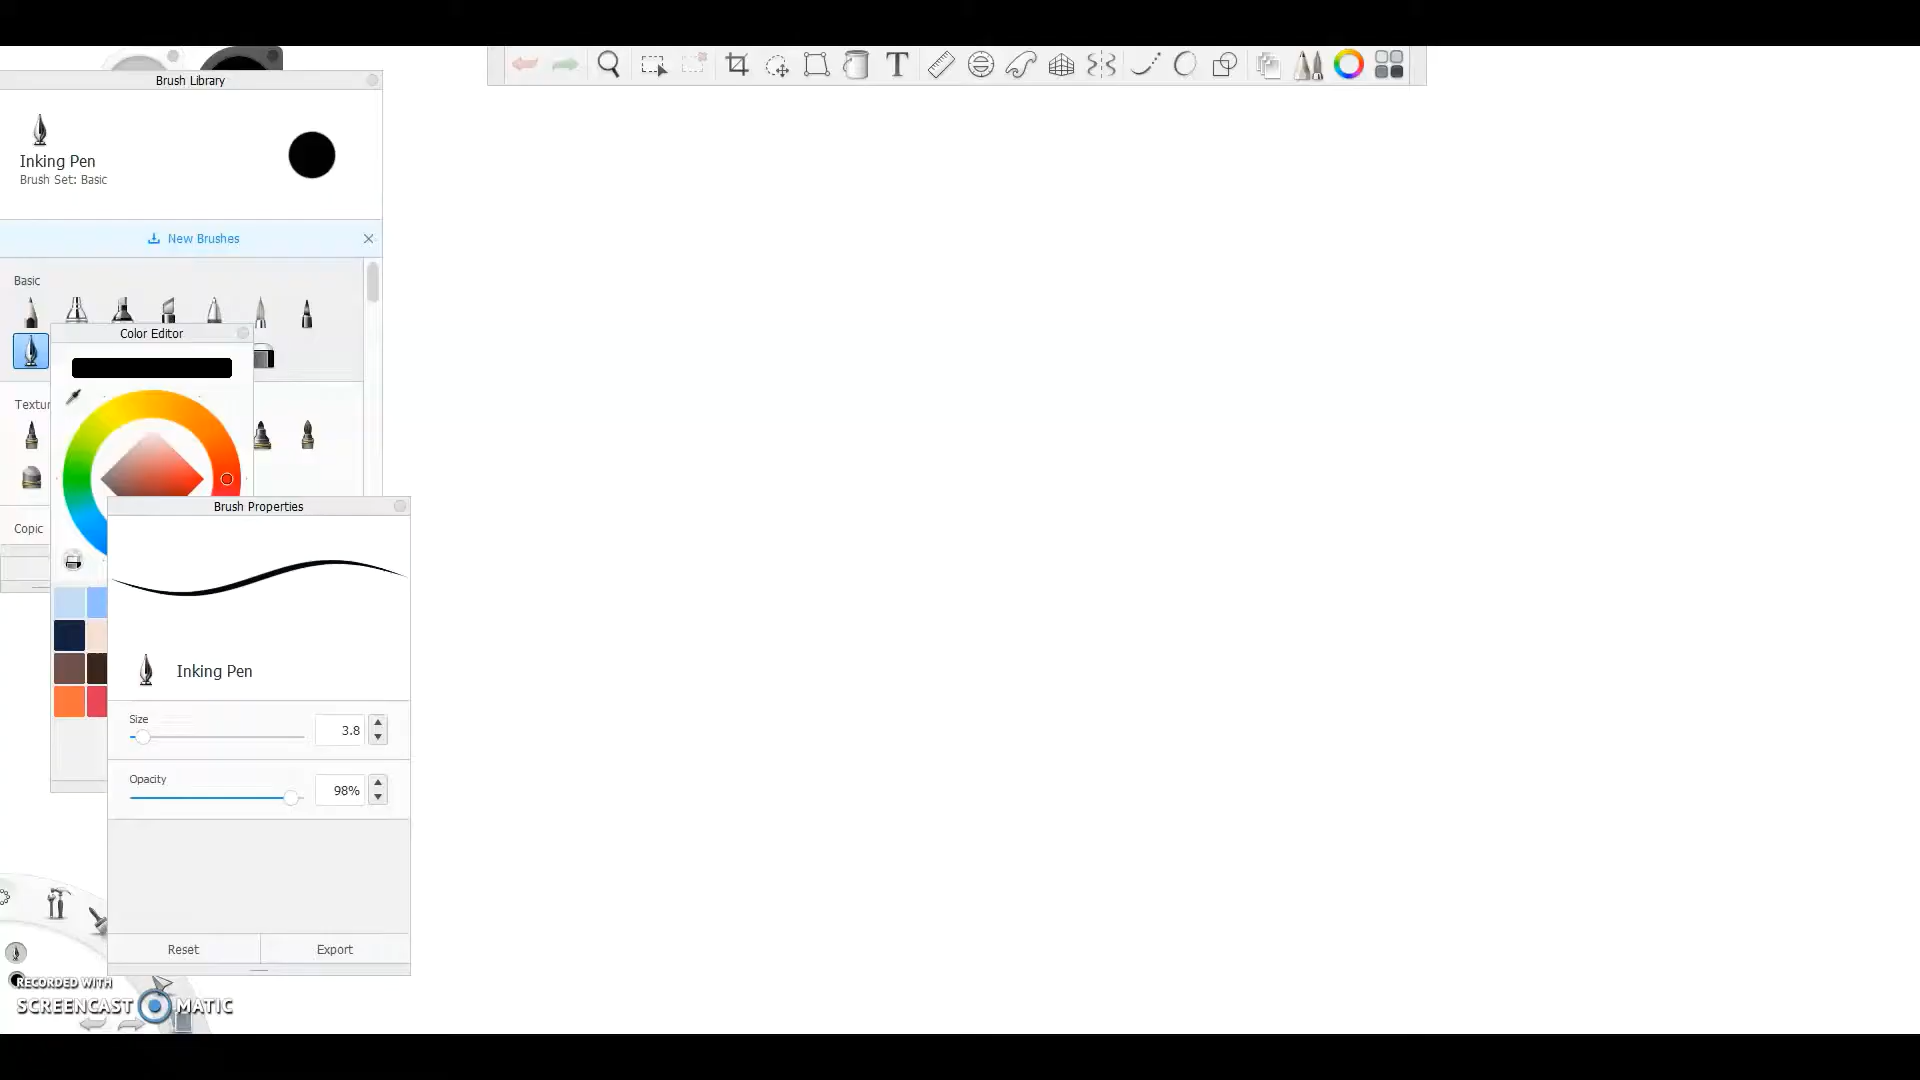 Brush Library
Inking Pen
Brush Set: Basic
New Brushes
Basic
Color Editor
Textur
Copic
Brush Properties
Inking Pen
Size
3.8
Opacity
98%
Reset
Export
RECORDED WITH
SCREENCAST MATIC